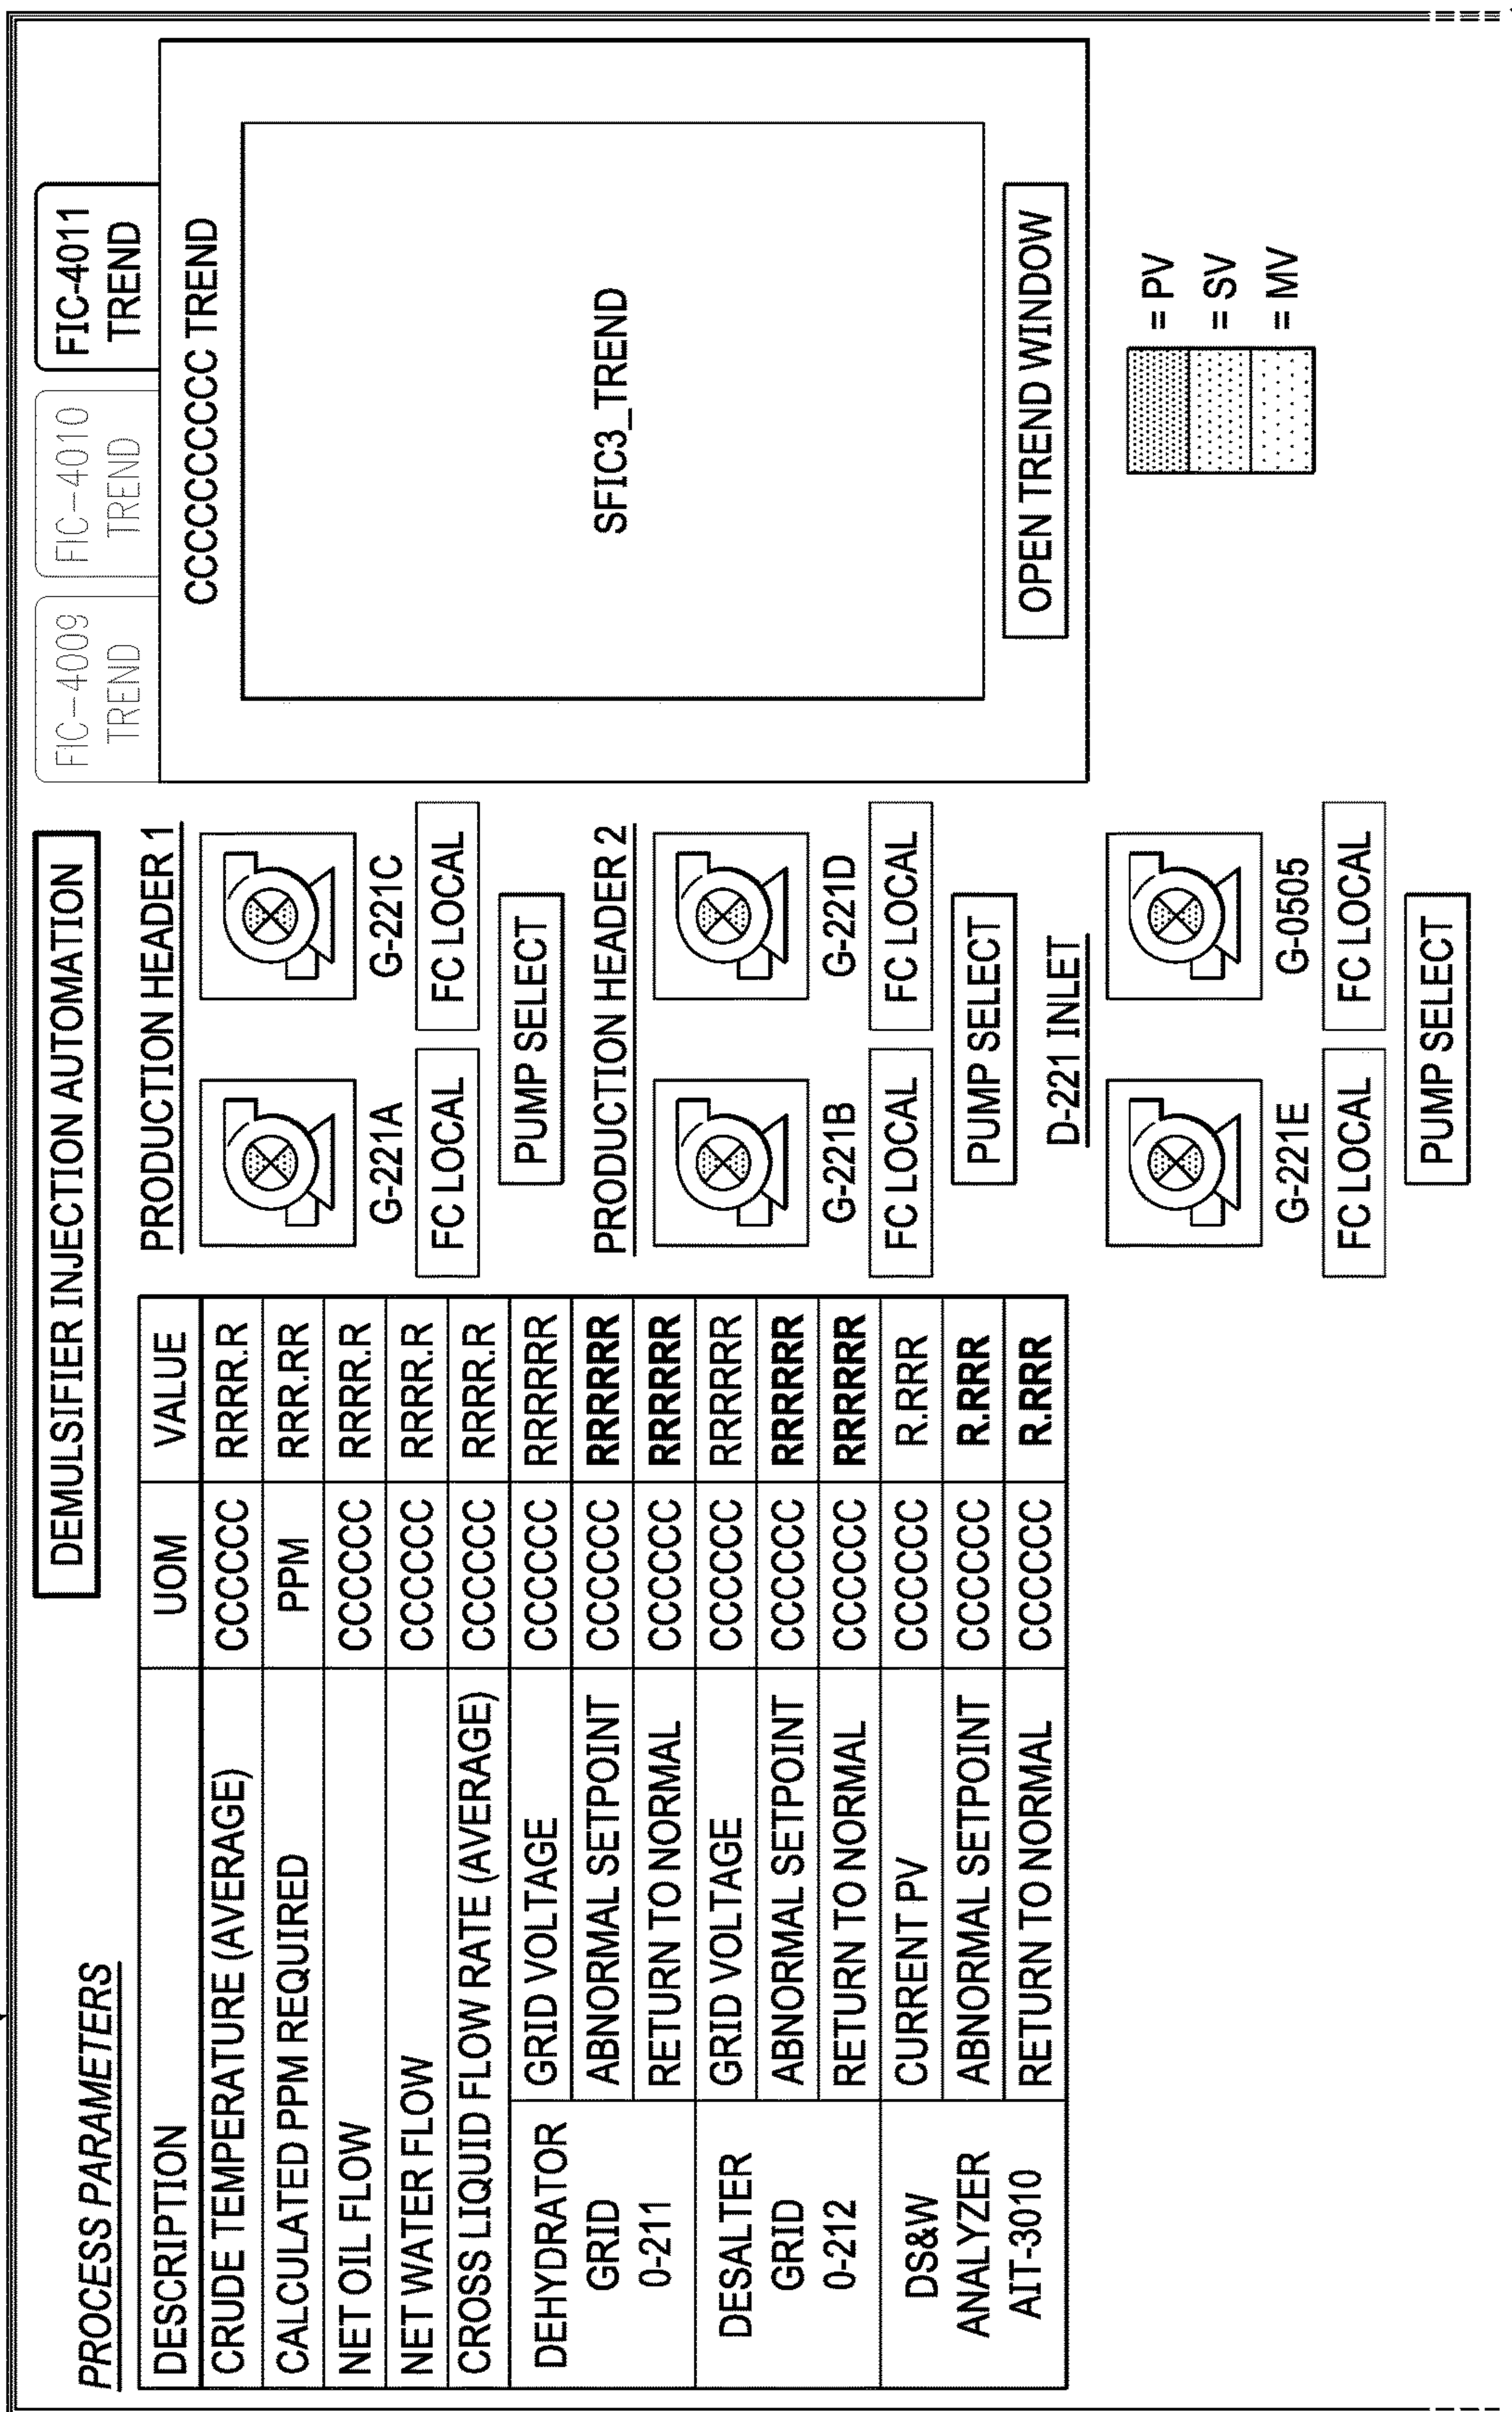 DEMULSIFIER INJECTION AUTOMATION
PROCESS PARAMETERS
DESCRIPTION UOM VALUE
CRUDE TEMPERATURE (AVERAGE) CCCCCC RRRR.R
CALCULATED PPM REQUIRED PPM RRR.RR
NET OIL FLOW CCCCCC RRRR.R
NET WATER FLOW CCCCCC RRRR.R
CROSS LIQUID FLOW RATE (AVERAGE) CCCCCC RRRR.R
DEHYDRATOR
GRID
0-211
GRID VOLTAGE CCCCCC RRRRRR
ABNORMAL SETPOINT CCCCCC RRRRRR
RETURN TO NORMAL CCCCCC RRRRRR
DESALTER
GRID
0-212
GRID VOLTAGE CCCCCC RRRRRR
ABNORMAL SETPOINT CCCCCC RRRRRR
RETURN TO NORMAL CCCCCC RRRRRR
DS&W
ANALYZER
AIT-3010
CURRENT PV CCCCCC R.RRR
ABNORMAL SETPOINT CCCCCC R.RRR
RETURN TO NORMAL CCCCCC R.RRR
PRODUCTION HEADER 1
G-221A G-221C
FC LOCAL FC LOCAL
PUMP SELECT
PRODUCTION HEADER 2
G-221B G-221D
FC LOCAL FC LOCAL
PUMP SELECT
D-221 INLET
G-221E G-0505
FC LOCAL FC LOCAL
PUMP SELECT
FIC-4009
TREND
FIC-4010
TREND
FIC-4011
TREND
CCCCCCCCC TREND
SFIC3_TREND
OPEN TREND WINDOW
= PV
= SV
= MV